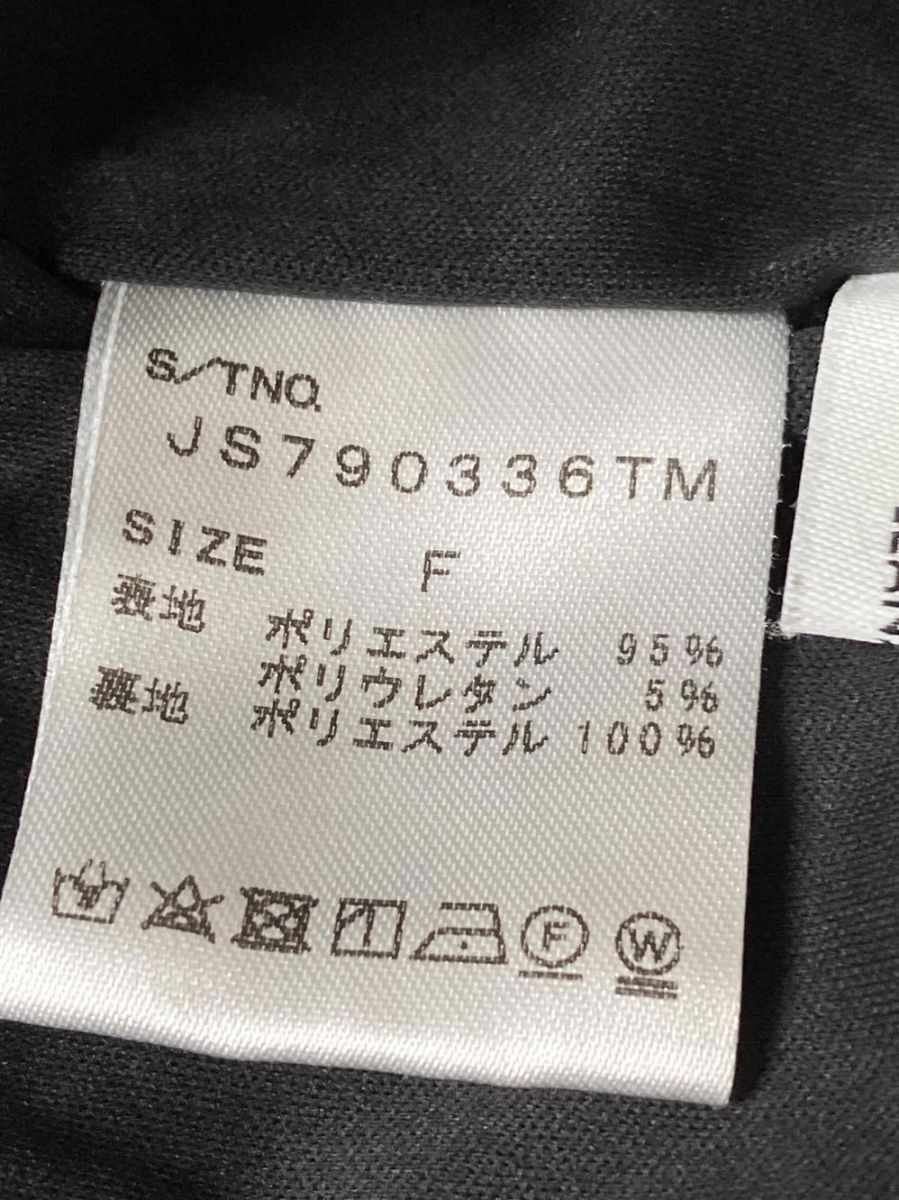 S/TNO.
JS790336TM
SIZE F
表地 ポリエステル 95%
ポリウレタン 5%
裏地 ポリエステル 100%
F
W